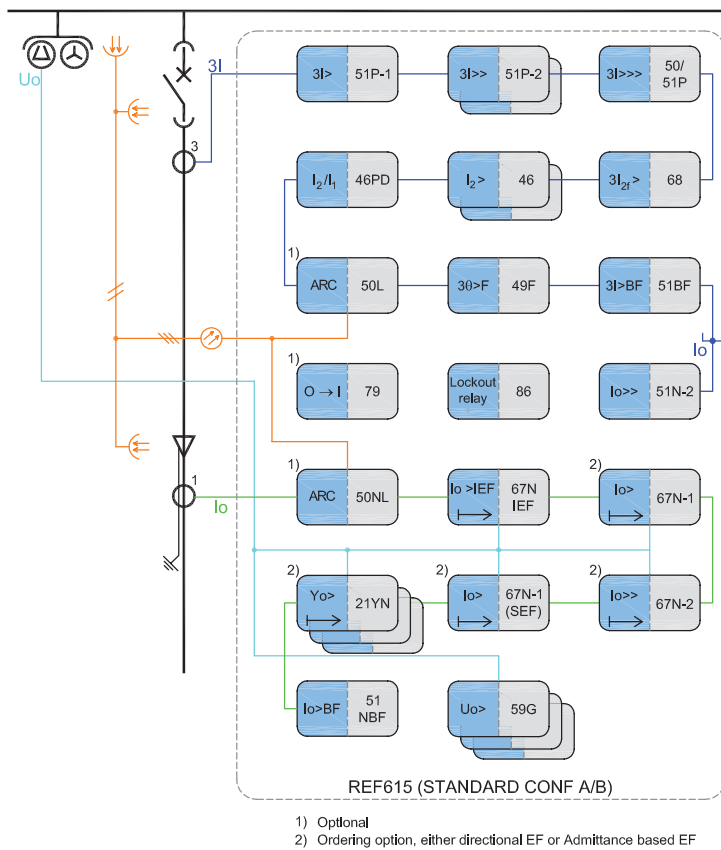 Uo
3I
3
3I> 51P-1
3I>> 51P-2
3I>>> 50/
51P
I2/I1 46PD
I2> 46
3I2f> 68
1)
ARC 50L
3θ>F 49F
3I>BF 51BF
Io
1)
O → I 79
Lockout
relay 86
Io>> 51N-2
1
Io
1)
ARC 50NL
Io >IEF 67N
IEF
2)
Io> 67N-1
2)
Yo> 21YN
2)
Io> 67N-1
(SEF)
2)
Io>> 67N-2
Io>BF 51
NBF
Uo> 59G
REF615 (STANDARD CONF A/B)
1) Optional
2) Ordering option, either directional EF or Admittance based EF